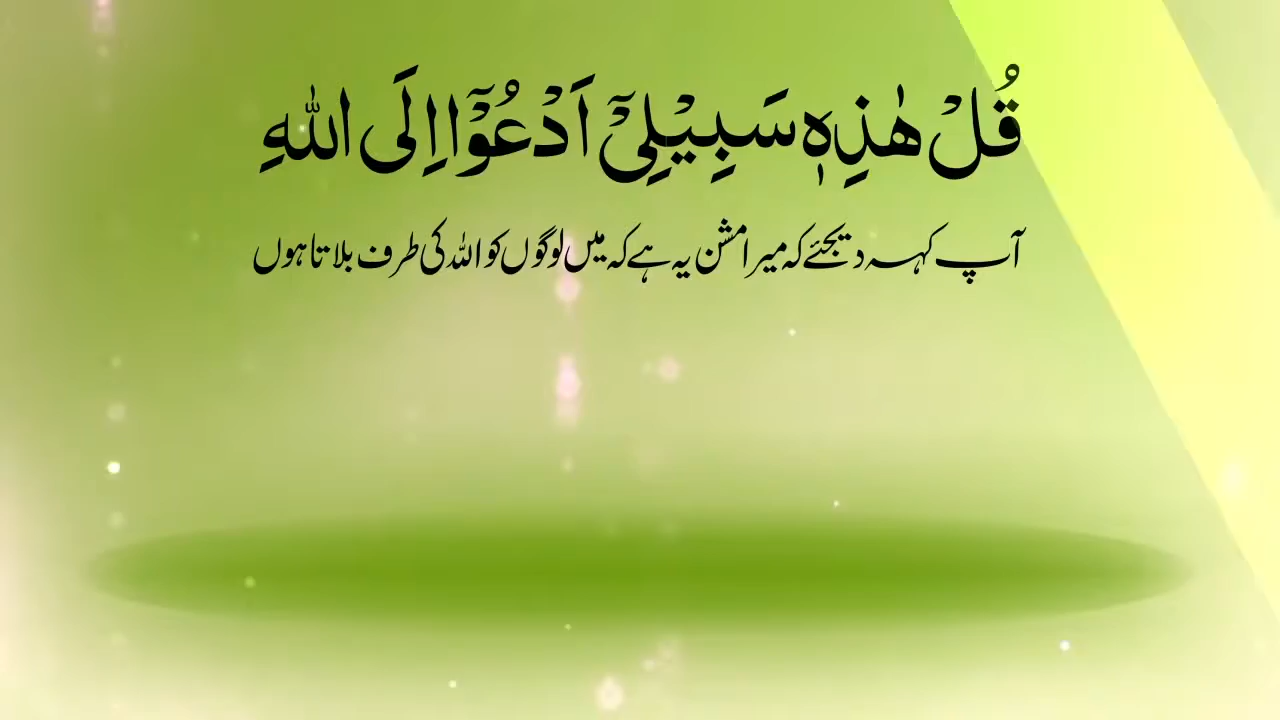 قُلْ هٰذِهٖ سَبِيْلِىْٓ اَدْعُوْٓا اِلَى اللّٰهِ
آپ کہہ دیجئے کہ میرا مشن یہ ہے کہ میں لوگوں کو اللہ کی طرف بلاتا ہوں